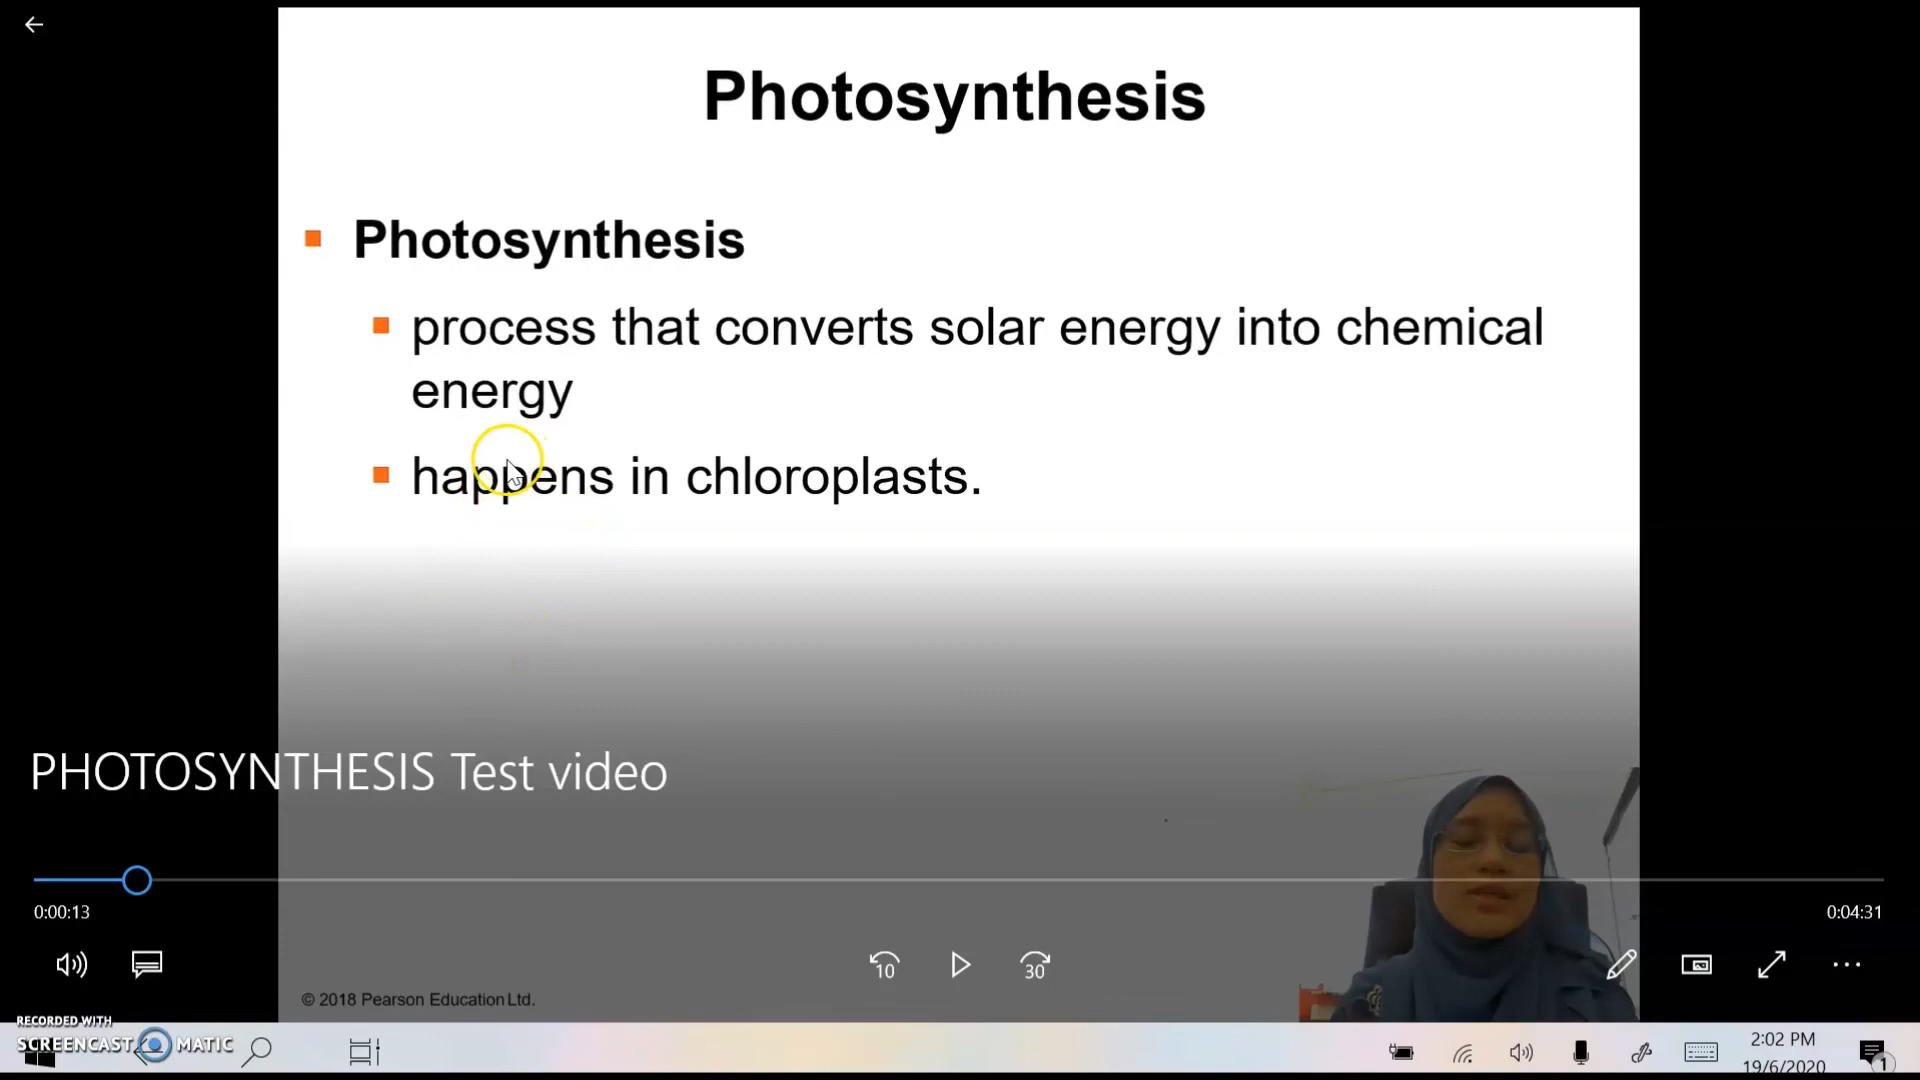 Photosynthesis
Photosynthesis
process that converts solar energy into chemical
energy
happens in chloroplasts.
PHOTOSYNTHESIS Test video
0:00:13
0:04:31
10
30
© 2018 Pearson Education Ltd.
RECORDED WITH
SCREENCAST MATIC
2:02 PM
19/6/2020
1